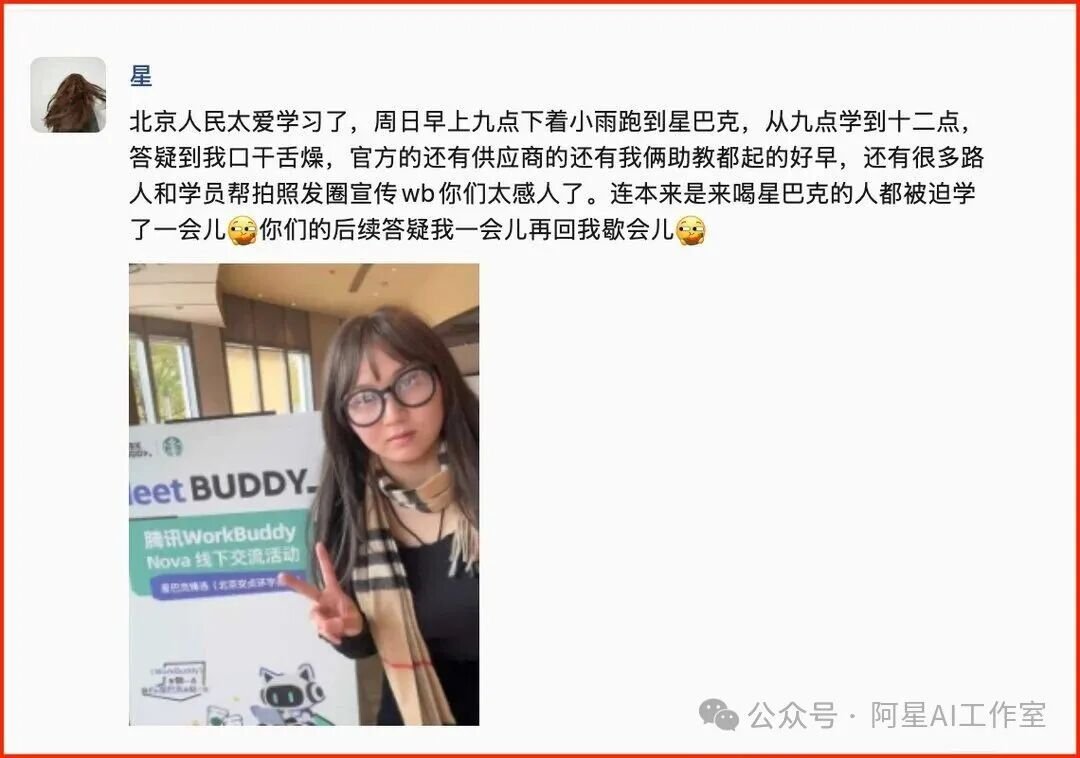 星
北京人民太爱学习了，周日早上九点下着小雨跑到星巴克，从九点学到十二点，
答疑到我口干舌燥，官方的还有供应商的还有我俩助教都起的好早，还有很多路
人和学员帮拍照发圈宣传wb你们太感人了。连本来是来喝星巴克的人都被迫学
了一会儿你们的后续答疑我一会儿再回我歇会儿
eet BUDDY
腾讯WorkBuddy
Nova 线下交流活动
公众号 · 阿星AI工作室